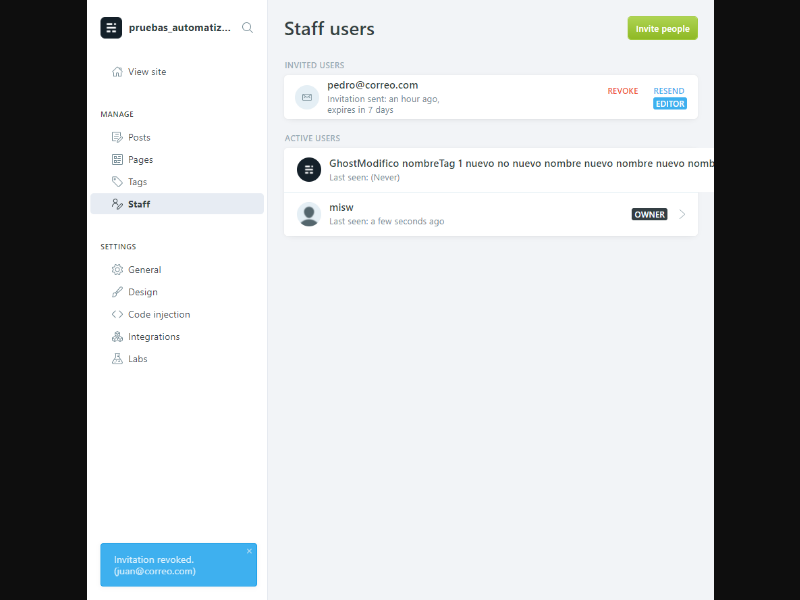 pruebas_automatiz...
View site
MANAGE
Posts
Pages
Tags
Staff
SETTINGS
General
Design
Code injection
Integrations
Labs
Invitation revoked.
(juan@correo.com)
Staff users
Invite people
INVITED USERS
pedro@correo.com
Invitation sent: an hour ago,
expires in 7 days
REVOKE RESEND
EDITOR
ACTIVE USERS
GhostModifico nombreTag 1 nuevo no nuevo nombre nuevo nombre nuevo nomb
Last seen: (Never)
misw
Last seen: a few seconds ago
OWNER